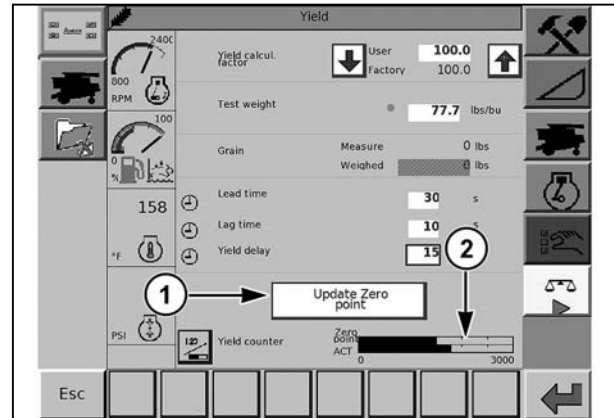 Yield
2400
800
RPM
Yield calcul.
factor
User
100.0
Factory
100.0
Test weight
77.7 lbs/bu
100
0
%
Grain
Measure
0 lbs
Weighed
0 lbs
158
°F
Lead time
30 s
Lag time
10 s
Yield delay
15
2
1
Update Zero
point
PSI
1.23
Yield counter
Zero
point
ACT
0
3000
Esc